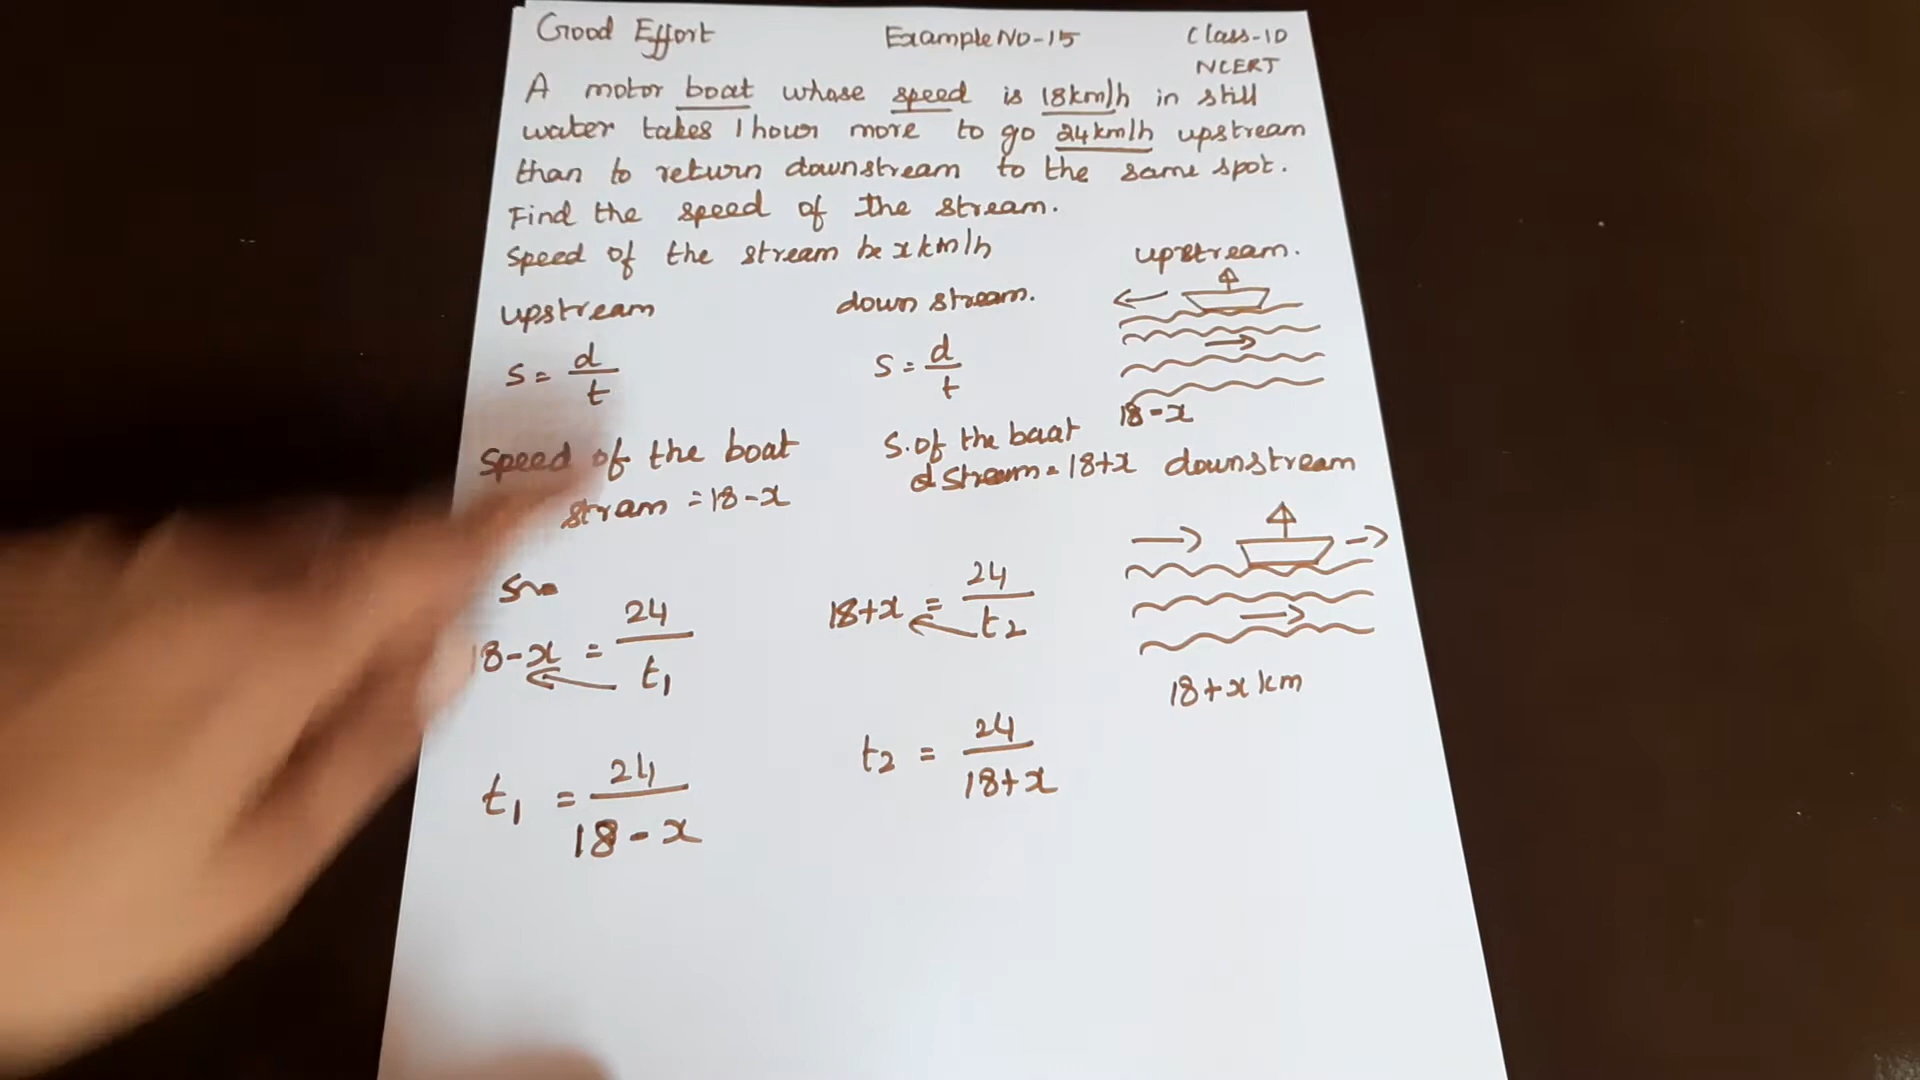 Good Effort Example No-15 Class-10
NCERT
A motor boat whose speed is 18km/h in still
water takes 1 hour more to go 24km/h upstream
than to return downstream to the same spot.
Find the speed of the stream.
Speed of the stream be x km/h
upstream.
upstream
down stream.
S = d/t
S = d/t
18-x
Speed of the boat
stram = 18-x
S. of the baat
d stream = 18+x
downstream
18-x = 24/t1
18+x = 24/t2
18+x km
t1 = 24/18-x
t2 = 24/18+x